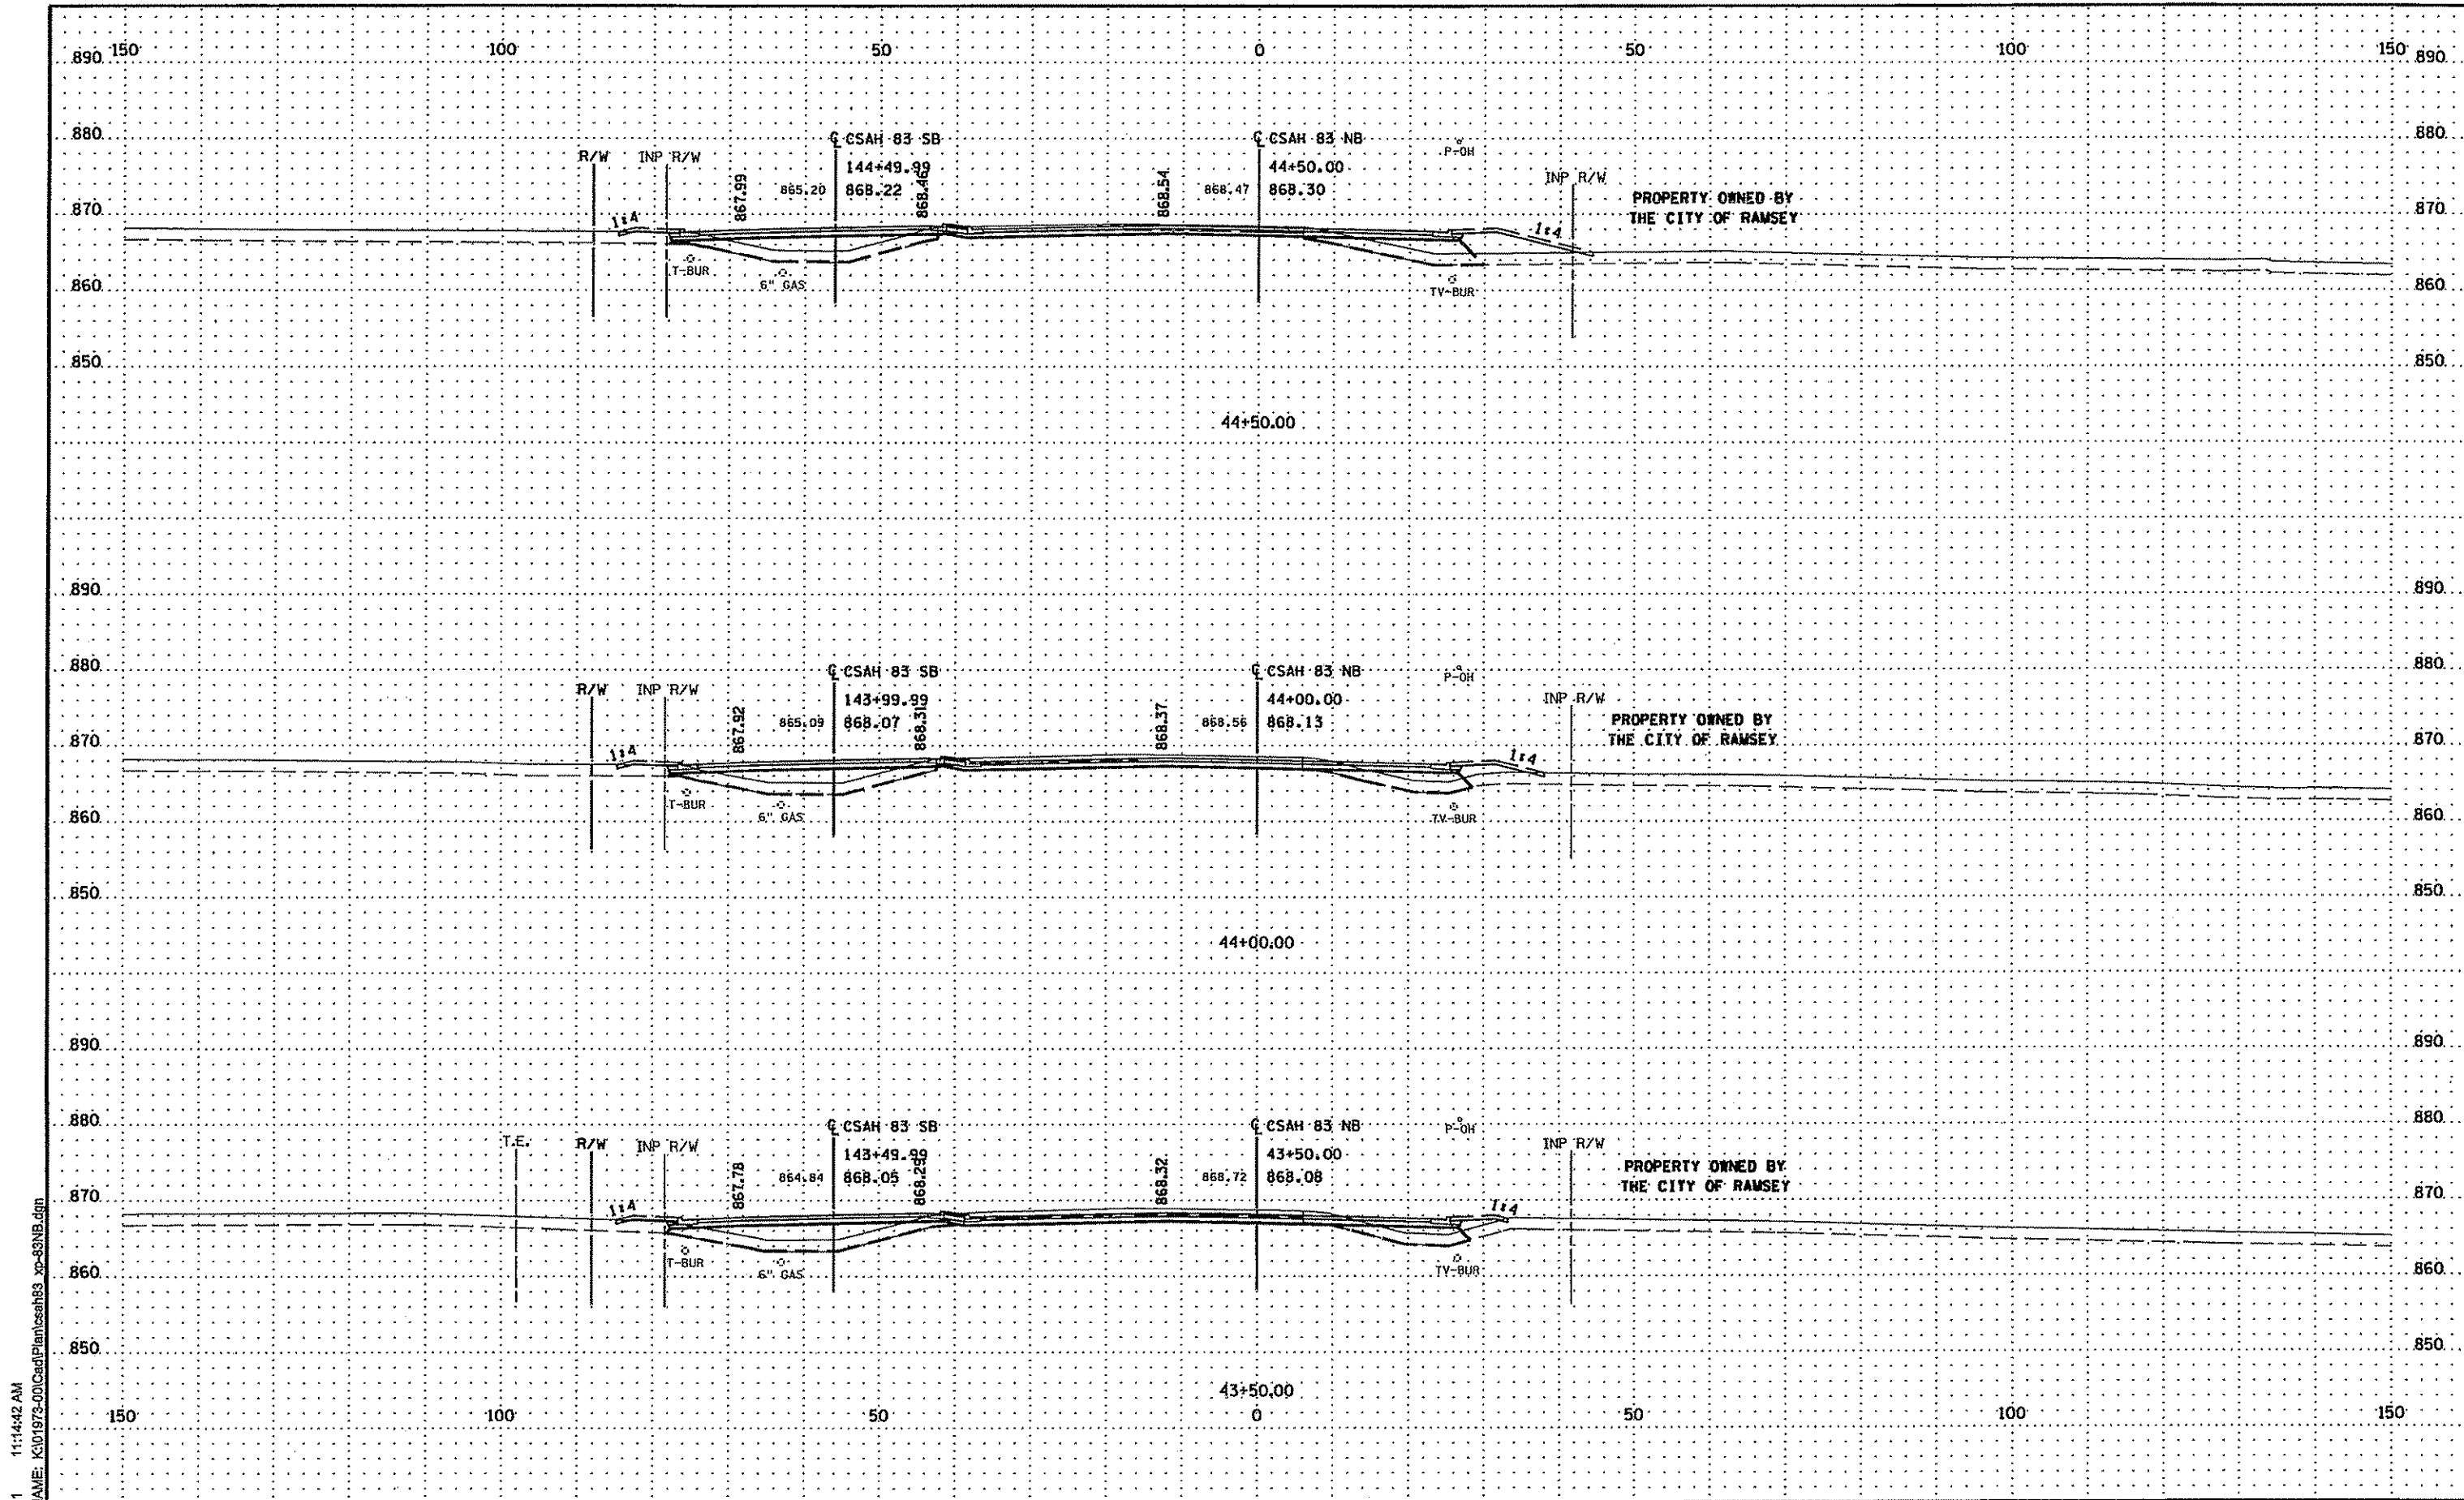 150 100 50 0 50 100 150
890 890
880 880
℄ CSAH 83 SB
℄ CSAH 83 NB
P-OH
R/W INP R/W
144+49.99
44+50.00
867.99
865.20 868.22
868.46
868.54
868.47 868.30
INP R/W
PROPERTY OWNED BY
THE CITY OF RAMSEY
870 870
1:4
1:4
T-BUR
6" GAS
TV-BUR
860 860
850 850
44+50.00
890 890
880 880
℄ CSAH 83 SB
℄ CSAH 83 NB
P-OH
R/W INP R/W
143+99.99
44+00.00
INP R/W
867.92
865.09 868.07
868.31
868.37
868.56 868.13
PROPERTY OWNED BY
THE CITY OF RAMSEY
870 870
1:4
1:4
T-BUR
6" GAS
TV-BUR
860 860
850 850
44+00.00
890 890
880 880
℄ CSAH 83 SB
℄ CSAH 83 NB
P-OH
T.E. R/W INP R/W
143+49.99
43+50.00
INP R/W
867.78
864.84 868.05
868.29
868.32
868.72 868.08
PROPERTY OWNED BY
THE CITY OF RAMSEY
870 870
1:4
1:4
T-BUR
6" GAS
TV-BUR
860 860
850 850
43+50.00
150 100 50 0 50 100 150
1 11:14:42 AM
AME: K:\01973-00\Cad\Plan\csah83_xp-83NB.dgn